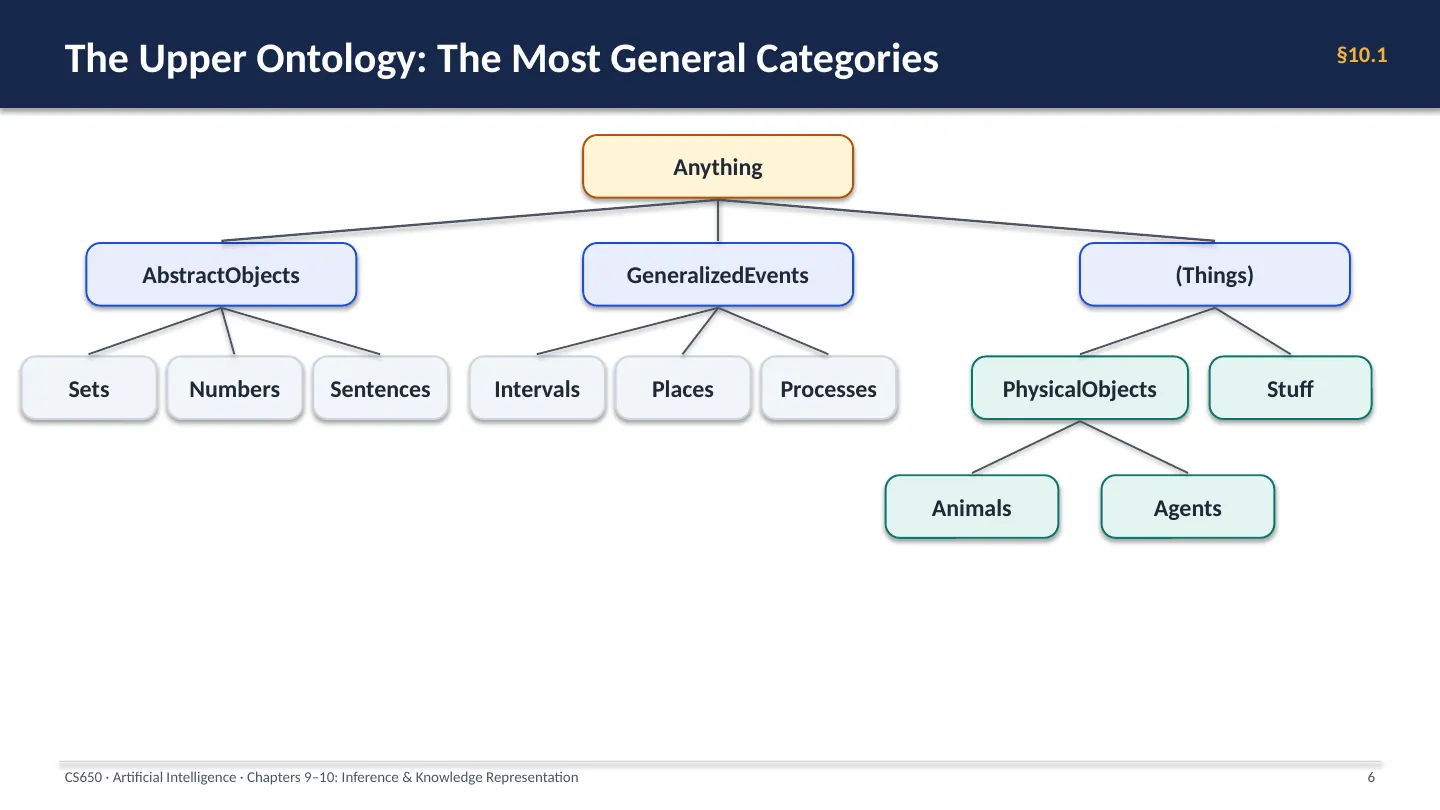 The Upper Ontology: The Most General Categories
§10.1
Anything
AbstractObjects
GeneralizedEvents
(Things)
Sets
Numbers
Sentences
Intervals
Places
Processes
PhysicalObjects
Stuff
Animals
Agents
CS650 · Artificial Intelligence · Chapters 9–10: Inference & Knowledge Representation
6